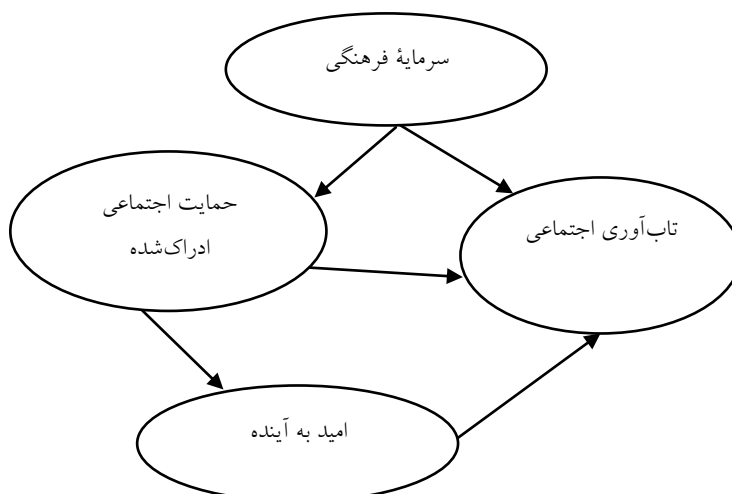 سرمایهٔ فرهنگی
حمایت اجتماعی
ادراک‌شده
تاب‌آوری اجتماعی
امید به آینده